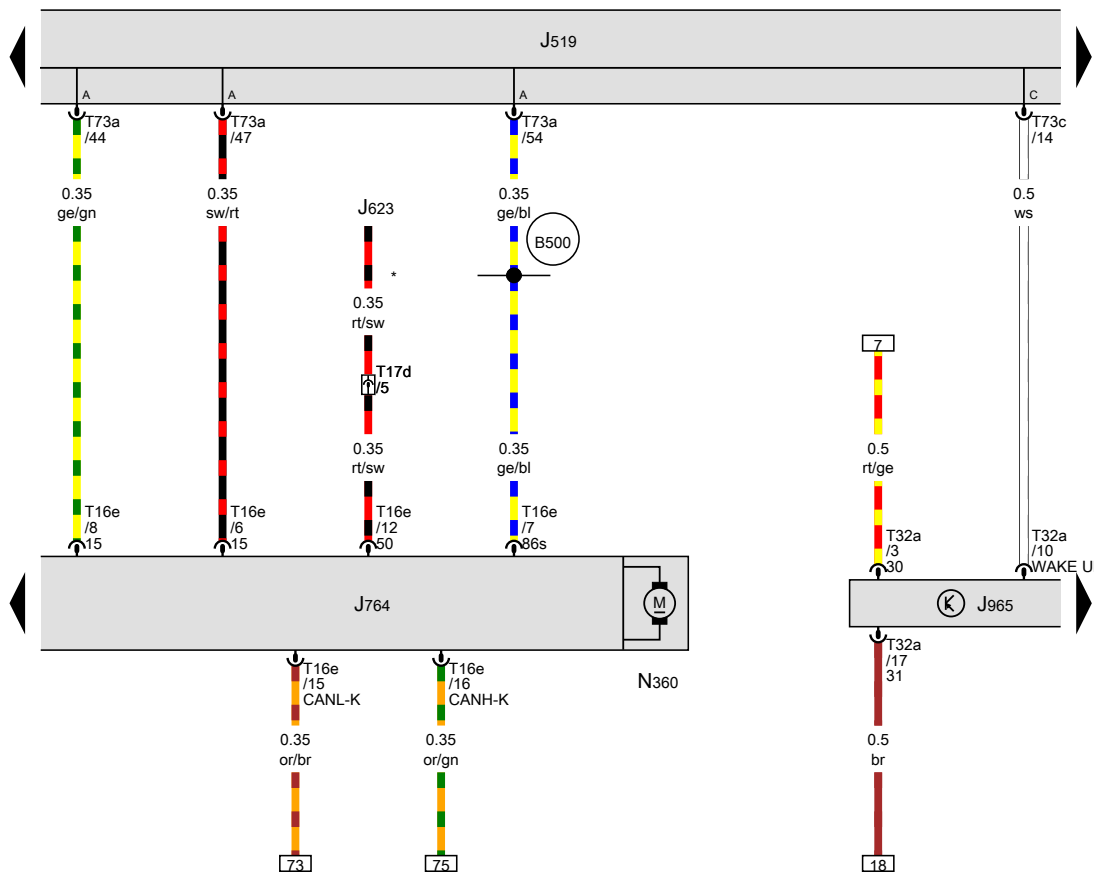 J519
A A A C
T73a T73a T73a T73c
/44 /47 /54 /14
0.35 0.35 0.35 0.5
ge/gn sw/rt J623 ge/bl ws
B500
*
0.35
rt/sw
7
T17d
/5
0.35 0.35 0.5
rt/sw ge/bl rt/ge
T16e T16e T16e T16e T32a T32a
/8 /6 /12 /7 /3 /10
15 15 50 86s 30 WAKE U
J764 M J965
T16e T16e N360 T32a
/15 /16 /17
CANL-K CANH-K 31
0.35 0.35 0.5
or/br or/gn br
73 75 18